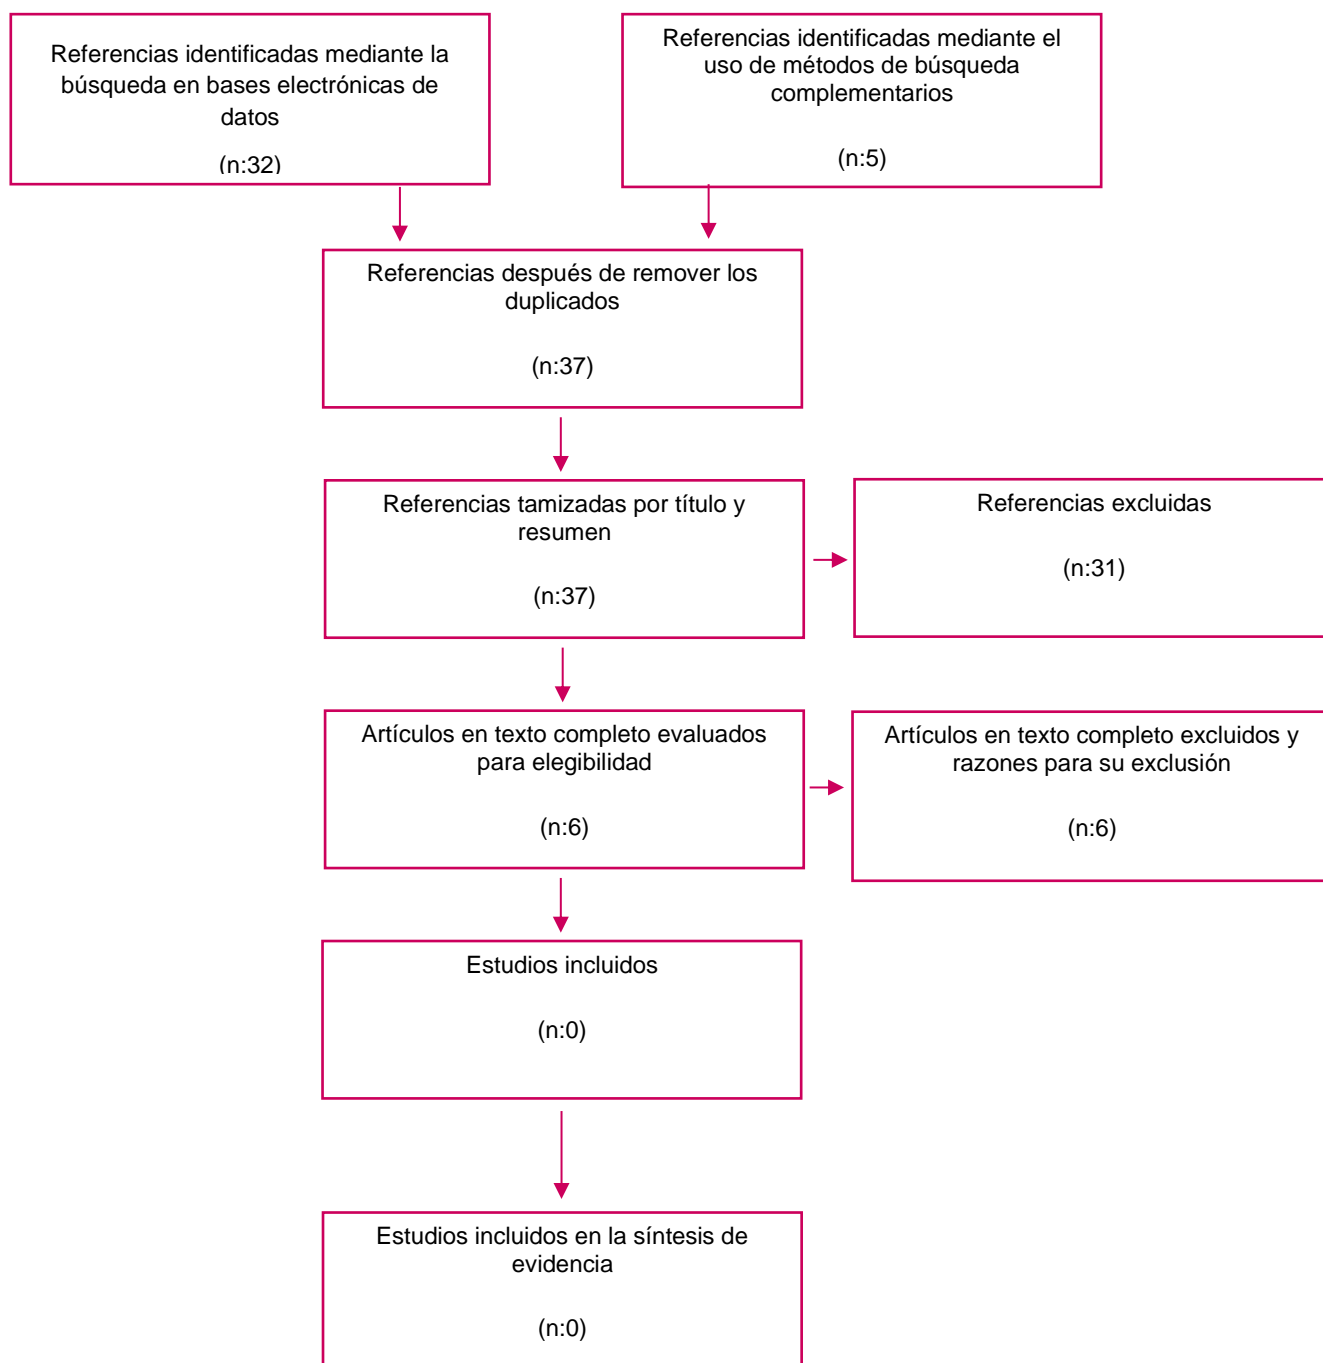 Referencias identificadas mediante la
búsqueda en bases electrónicas de
datos
(n:32)
Referencias identificadas mediante el
uso de métodos de búsqueda
complementarios
(n:5)
Referencias después de remover los
duplicados
(n:37)
Referencias tamizadas por título y
resumen
(n:37)
Referencias excluidas
(n:31)
Artículos en texto completo evaluados
para elegibilidad
(n:6)
Artículos en texto completo excluidos y
razones para su exclusión
(n:6)
Estudios incluidos
(n:0)
Estudios incluidos en la síntesis de
evidencia
(n:0)